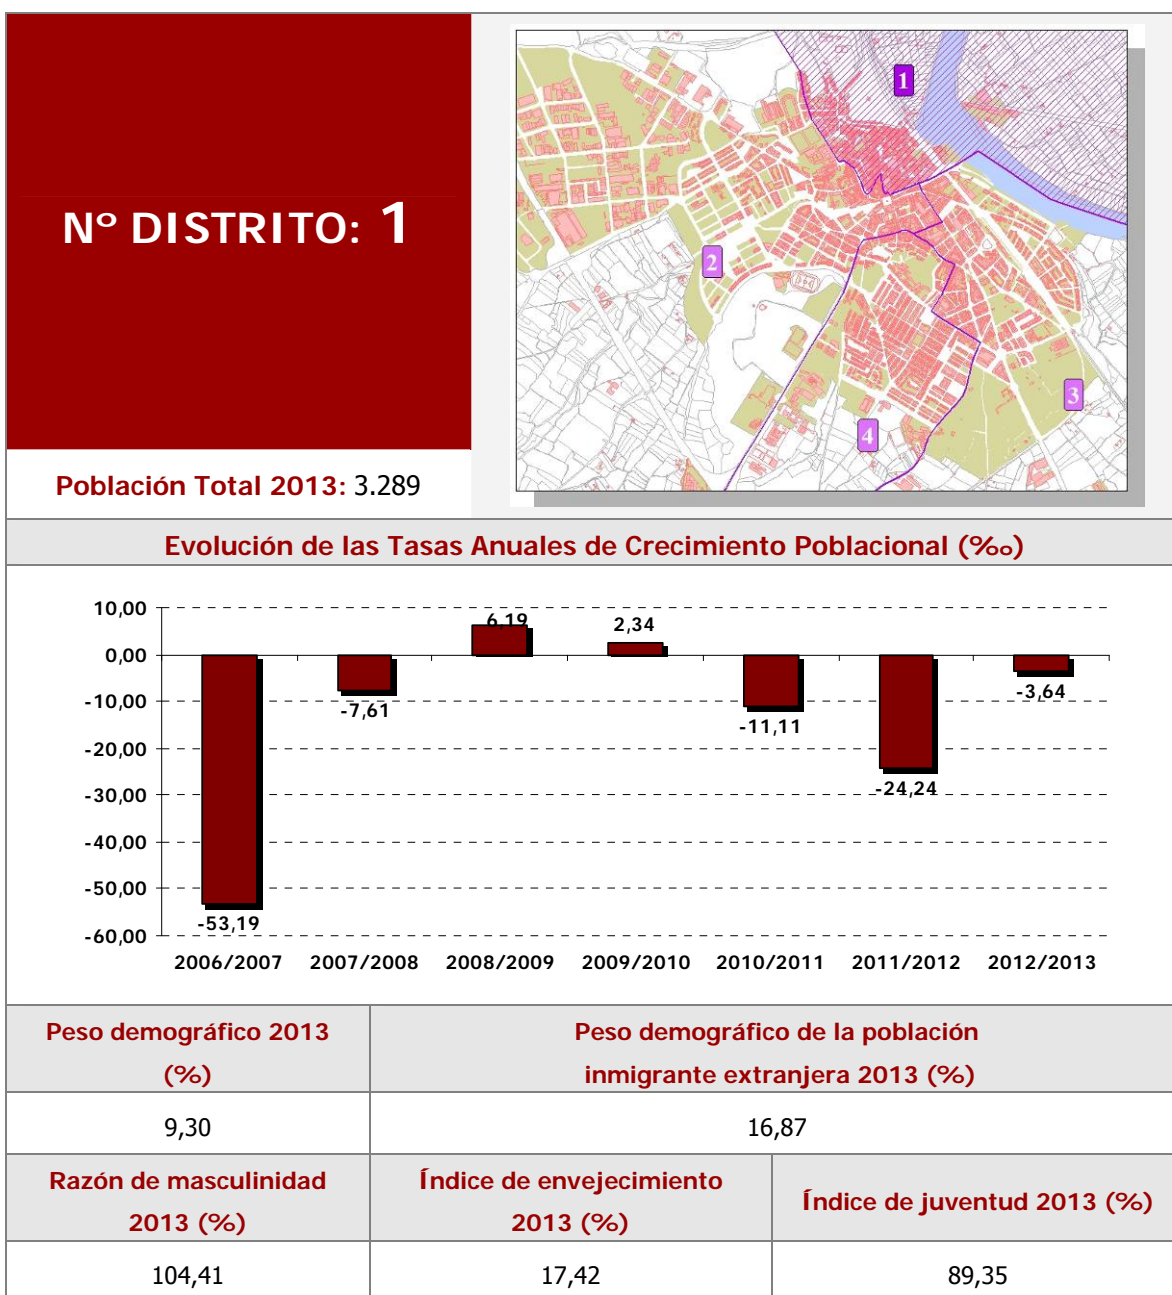 Nº DISTRITO: 1
Población Total 2013: 3.289
1
2
3
4
Evolución de las Tasas Anuales de Crecimiento Poblacional (‰)
10,00
0,00
-10,00
-20,00
-30,00
-40,00
-50,00
-60,00
-53,19
-7,61
6,19
2,34
-11,11
-24,24
-3,64
2006/2007 2007/2008 2008/2009 2009/2010 2010/2011 2011/2012 2012/2013
Peso demográfico 2013
(%)
Peso demográfico de la población
inmigrante extranjera 2013 (%)
9,30
16,87
Razón de masculinidad
2013 (%)
Índice de envejecimiento
2013 (%)
Índice de juventud 2013 (%)
104,41
17,42
89,35